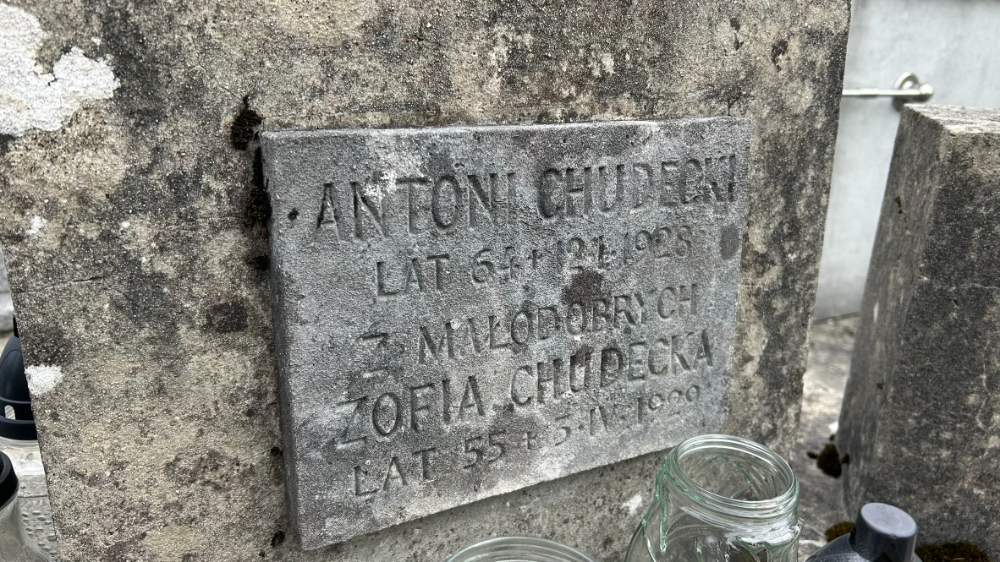 ANTONI CHUDECKI
LAT 64 + 12.I.1928
Z MAŁODOBRYCH
ZOFIA CHUDECKA
LAT 55 + 5.IV.1929